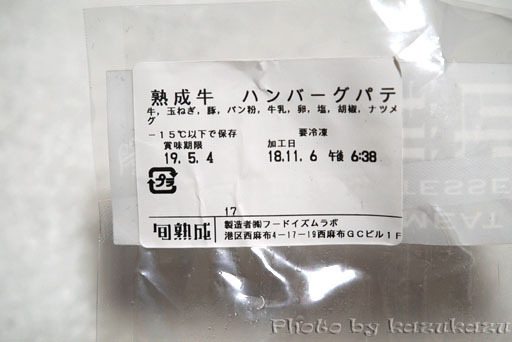 熟成牛 ハンバーグパテ
牛, 玉ねぎ, 豚, パン粉, 牛乳, 卵, 塩, 胡椒, ナツメ
グ
－15℃以下で保存 要冷凍
賞味期限 加工日
19.5.4 18.11.6 午後 6:38
プラ
17
旬熟成 製造者㈱フードイズムラボ
港区西麻布4-17-19西麻布GCビル1F
ESSE
MEAT
Photo by kazukazu